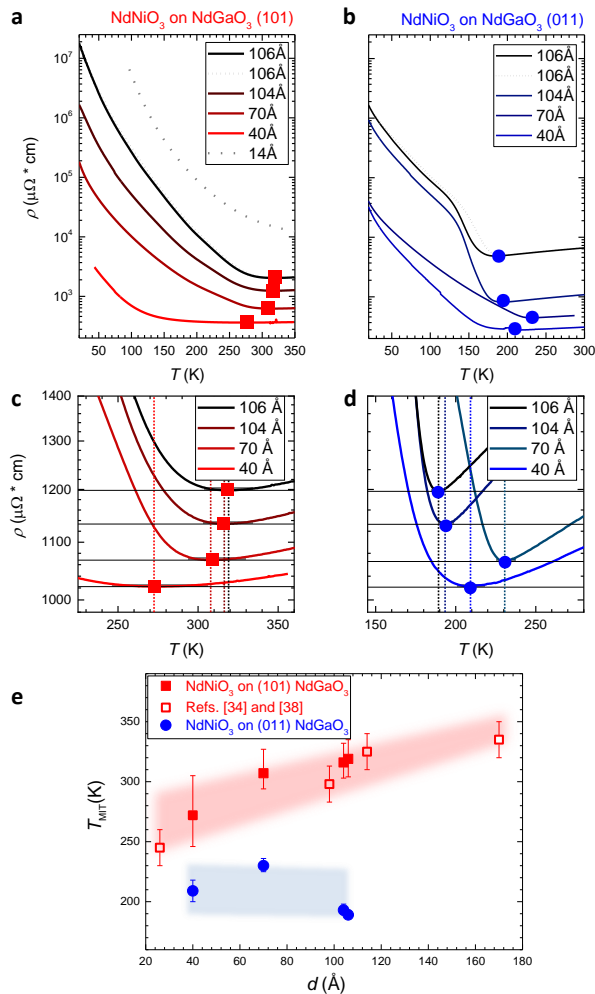 a
NdNiO3 on NdGaO3 (101)
106Å
106Å
104Å
70Å
40Å
14Å
10^7
10^6
10^5
10^4
10^3
ρ (μΩ * cm)
50 100 150 200 250 300 350
T (K)
b
NdNiO3 on NdGaO3 (011)
106Å
106Å
104Å
70Å
40Å
50 100 150 200 250 300
T (K)
c
106 Å
104 Å
70 Å
40 Å
1400
1300
1200
1100
1000
ρ (μΩ * cm)
250 300 350
T (K)
d
106 Å
104 Å
70 Å
40 Å
150 200 250
T (K)
e
NdNiO3 on (101) NdGaO3
Refs. [34] and [38]
NdNiO3 on (011) NdGaO3
400
350
300
250
200
TMIT(K)
20 40 60 80 100 120 140 160 180
d (Å)